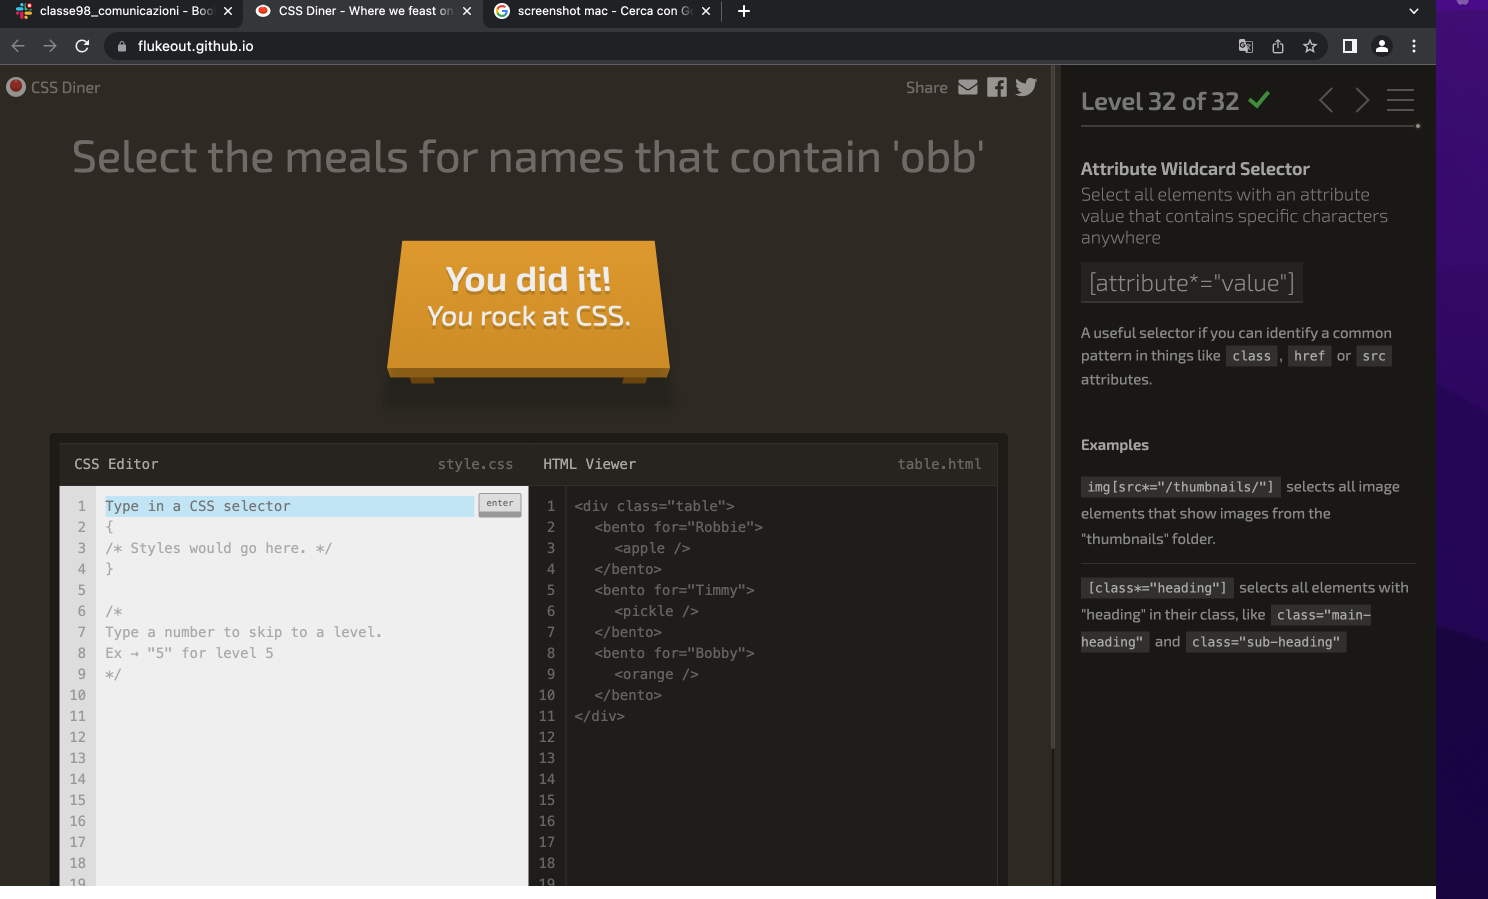 classe98_comunicazioni - Boo
CSS Diner - Where we feast on
screenshot mac - Cerca con G
flukeout.github.io
CSS Diner
Share
Select the meals for names that contain 'obb'
You did it!
You rock at CSS.
CSS Editor
style.css
HTML Viewer
table.html
1 Type in a CSS selector
enter
2 {
3 /* Styles would go here. */
4 }
5
6 /*
7 Type a number to skip to a level.
8 Ex → "5" for level 5
9 */
10
11
12
13
14
15
16
17
18
19
1 <div class="table">
2 <bento for="Robbie">
3 <apple />
4 </bento>
5 <bento for="Timmy">
6 <pickle />
7 </bento>
8 <bento for="Bobby">
9 <orange />
10 </bento>
11 </div>
12
13
14
15
16
17
18
19
Level 32 of 32
Attribute Wildcard Selector
Select all elements with an attribute
value that contains specific characters
anywhere
[attribute*="value"]
A useful selector if you can identify a common
pattern in things like class , href or src
attributes.
Examples
img[src*="/thumbnails/"] selects all image
elements that show images from the
"thumbnails" folder.
[class*="heading"] selects all elements with
"heading" in their class, like class="main-
heading" and class="sub-heading"